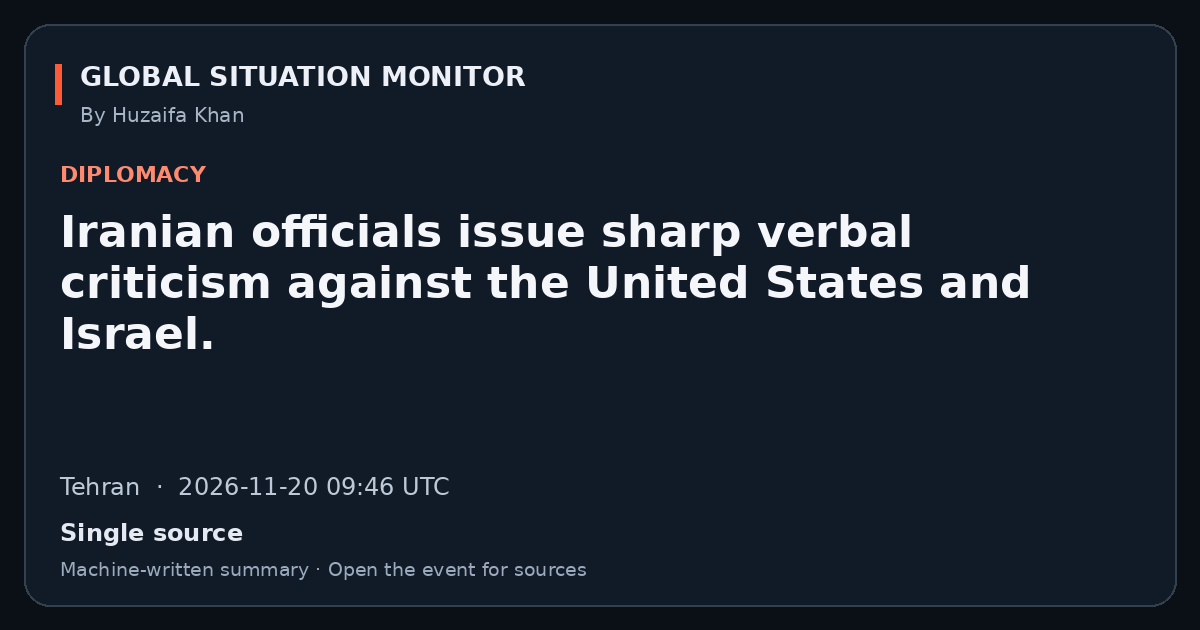 GLOBAL SITUATION MONITOR
By Huzaifa Khan
DIPLOMACY
Iranian officials issue sharp verbal
criticism against the United States and
Israel.
Tehran · 2026-11-20 09:46 UTC
Single source
Machine-written summary · Open the event for sources